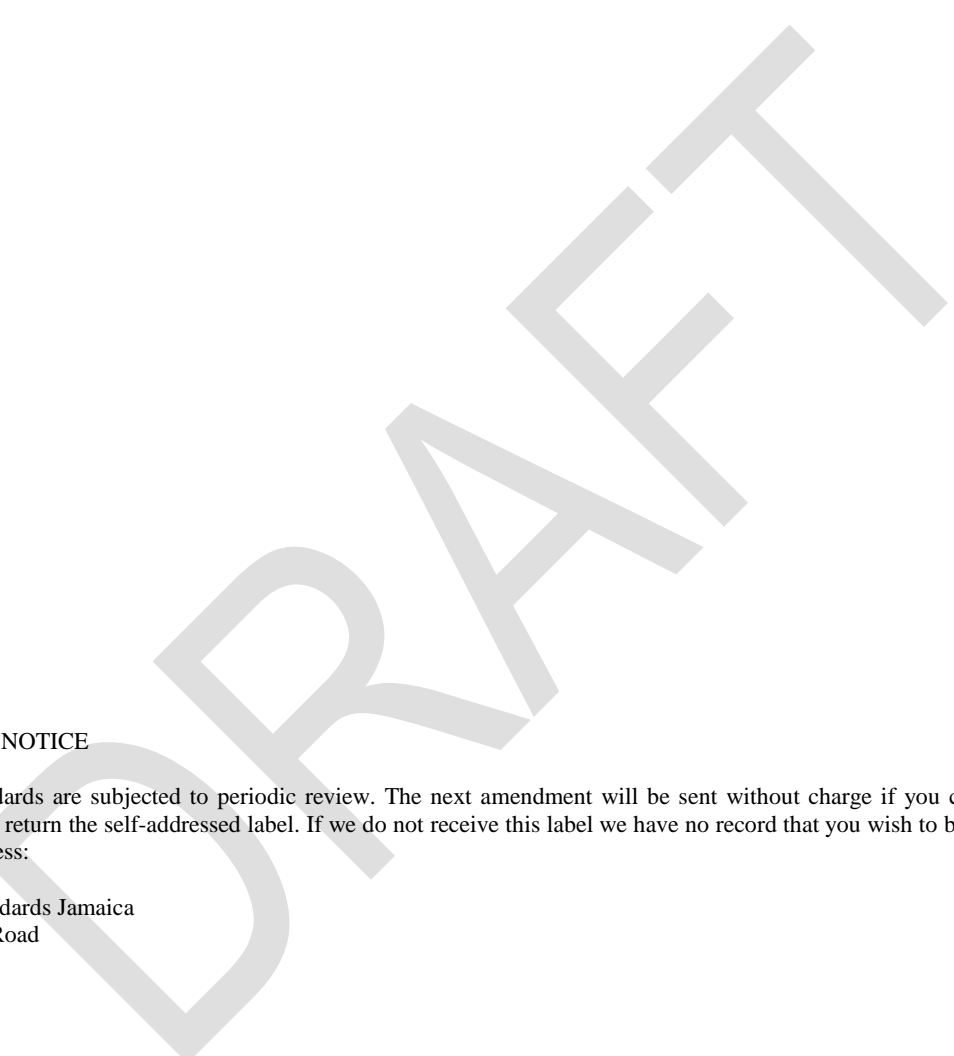 DRAFT
NOTICE
dards are subjected to periodic review. The next amendment will be sent without charge if you
return the self-addressed label. If we do not receive this label we have no record that you wish to
ess:
dards Jamaica
Road